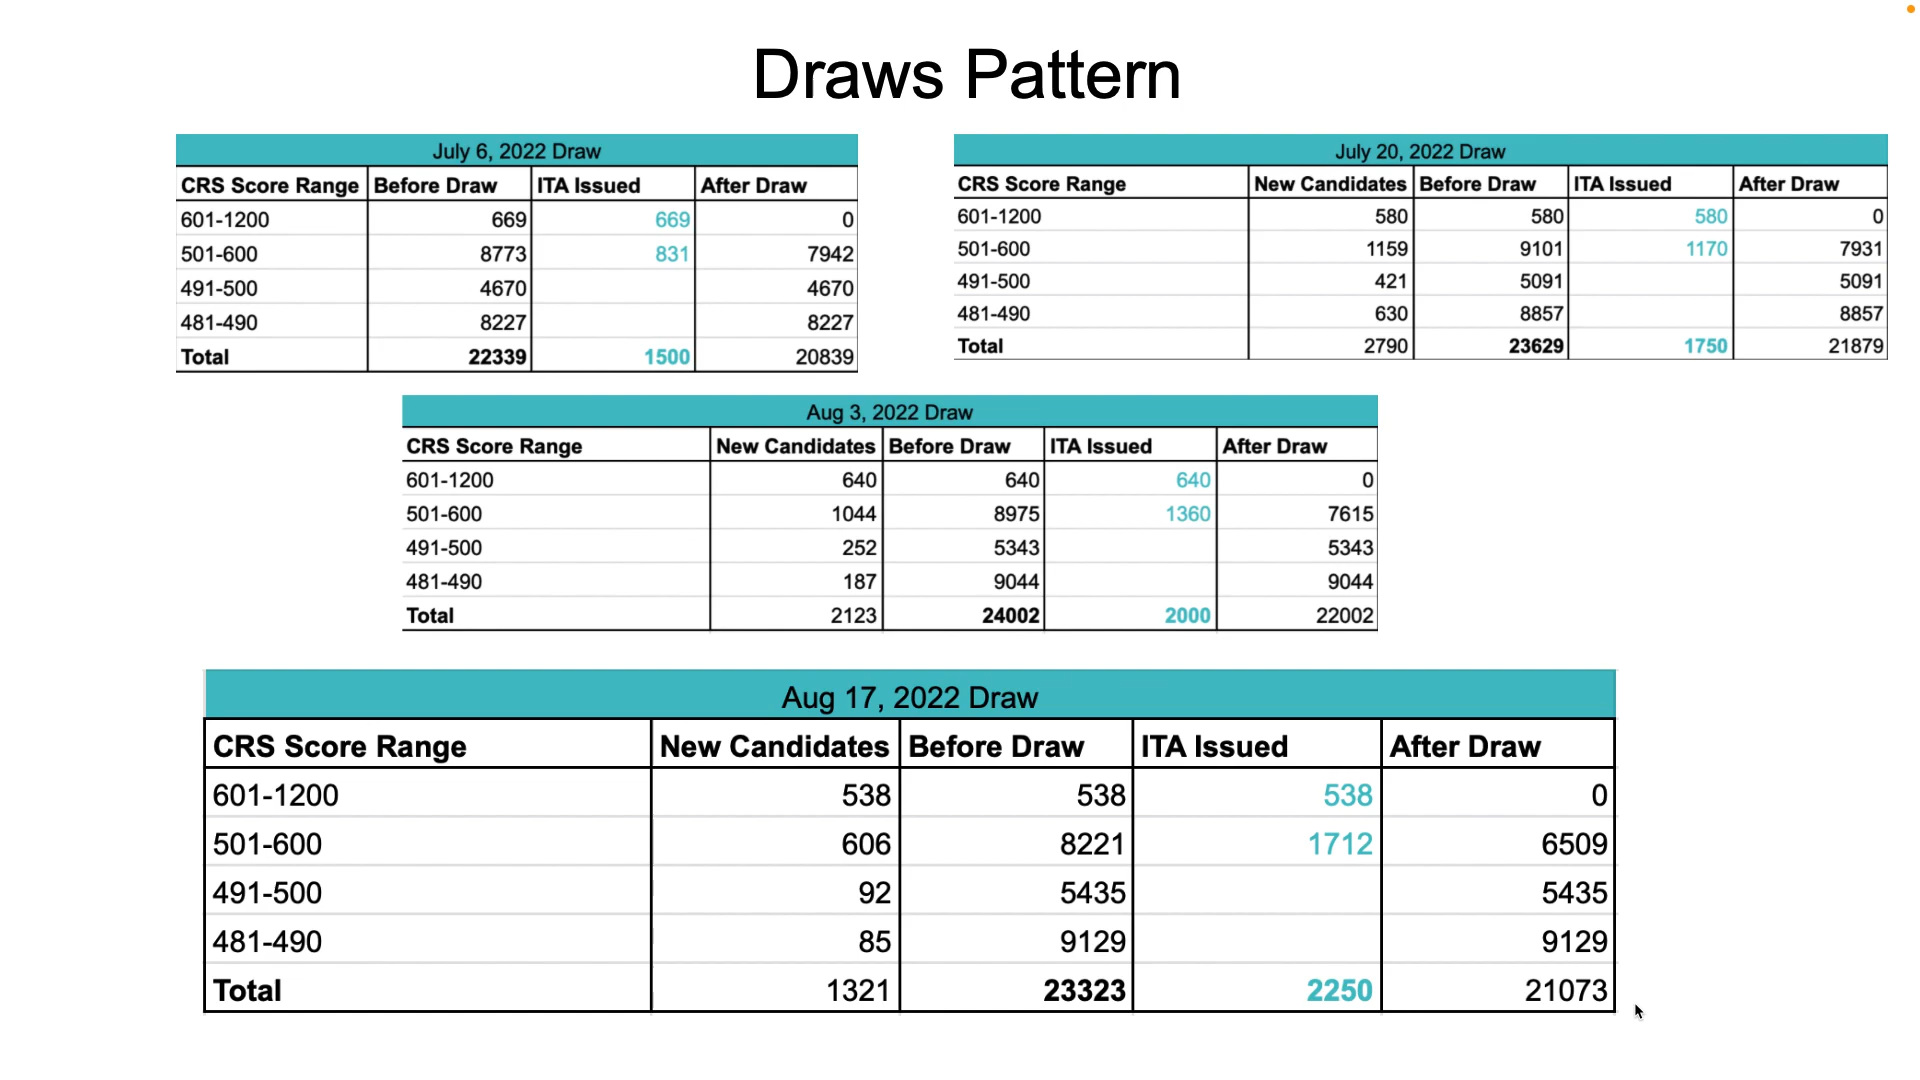 Draws Pattern
July 6, 2022 Draw
CRS Score Range Before Draw ITA Issued After Draw
601-1200 669 669 0
501-600 8773 831 7942
491-500 4670 4670
481-490 8227 8227
Total 22339 1500 20839
July 20, 2022 Draw
CRS Score Range New Candidates Before Draw ITA Issued After Draw
601-1200 580 580 580 0
501-600 1159 9101 1170 7931
491-500 421 5091 5091
481-490 630 8857 8857
Total 2790 23629 1750 21879
Aug 3, 2022 Draw
CRS Score Range New Candidates Before Draw ITA Issued After Draw
601-1200 640 640 640 0
501-600 1044 8975 1360 7615
491-500 252 5343 5343
481-490 187 9044 9044
Total 2123 24002 2000 22002
Aug 17, 2022 Draw
CRS Score Range New Candidates Before Draw ITA Issued After Draw
601-1200 538 538 538 0
501-600 606 8221 1712 6509
491-500 92 5435 5435
481-490 85 9129 9129
Total 1321 23323 2250 21073